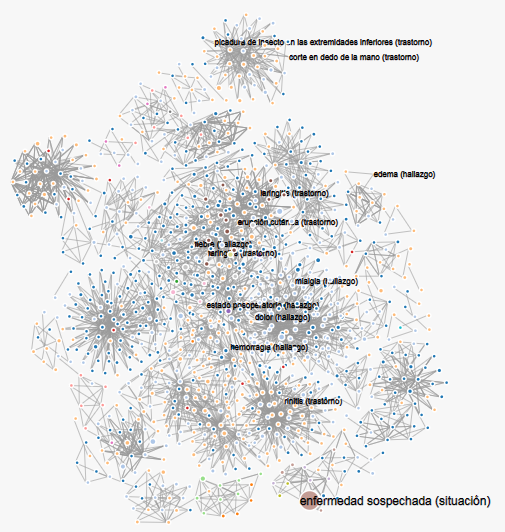 picadura de insecto en las extremidades inferiores (trastorno)
corte en dedo de la mano (trastorno)
edema (hallazgo)
laringitis (trastorno)
erupción cutánea (trastorno)
fiebre (hallazgo)
(trastorno)
mialgia (hallazgo)
estado posoperatorio (hallazgo)
dolor (hallazgo)
hemorragia (hallazgo)
rinitis (trastorno)
enfermedad sospechada (situación)